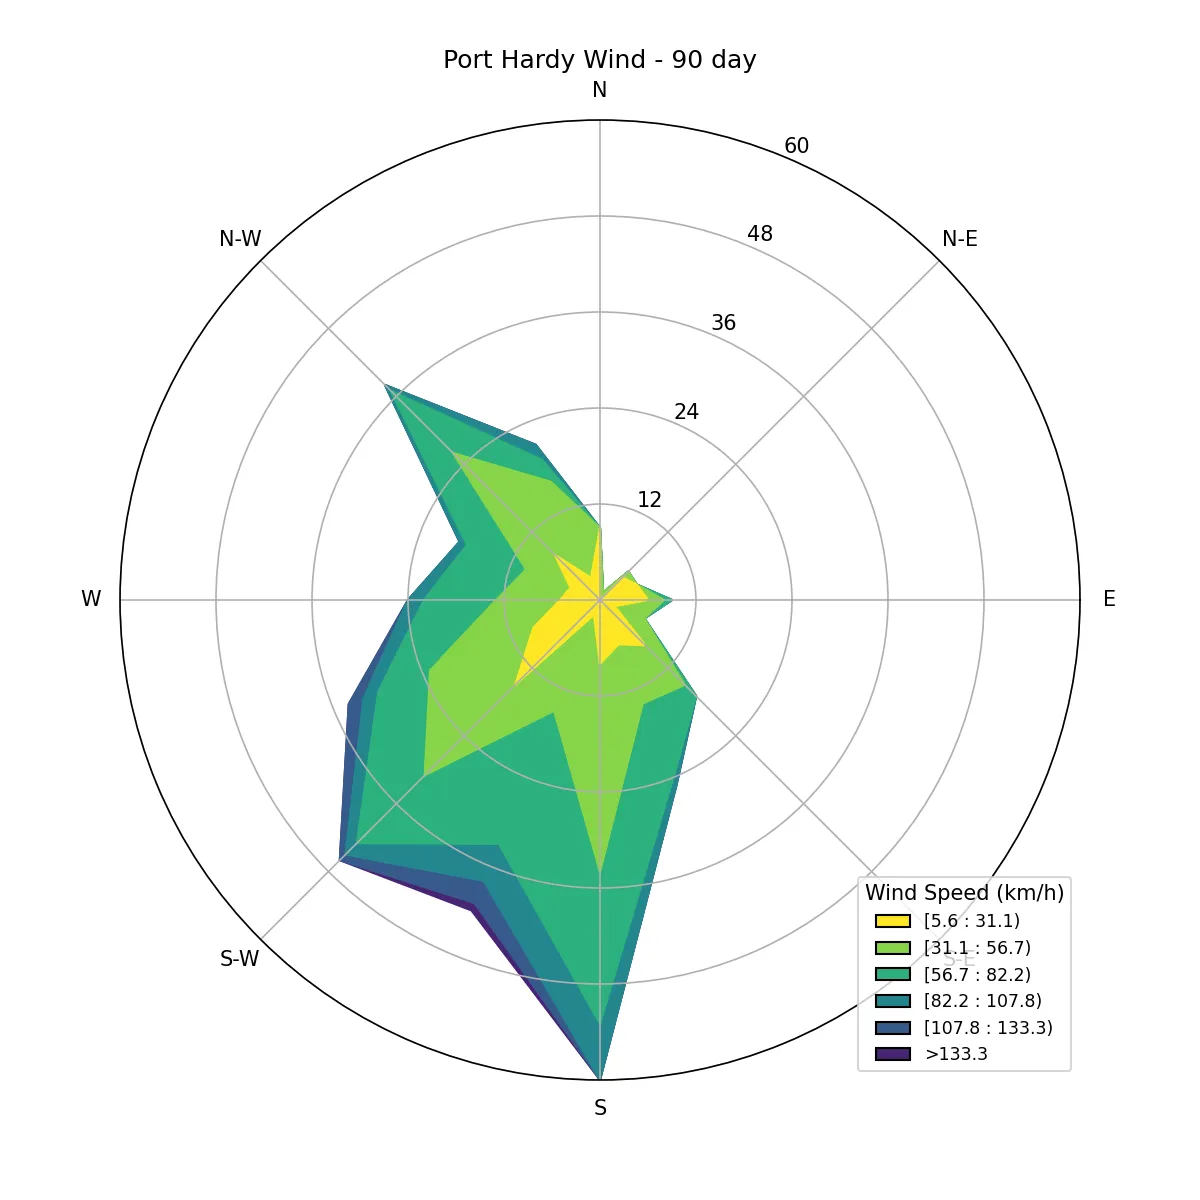 Port Hardy Wind - 90 day
N
60
N-W
48
N-E
36
24
12
W
E
S-W
S-E
Wind Speed (km/h)
[5.6 : 31.1)
[31.1 : 56.7)
[56.7 : 82.2)
[82.2 : 107.8)
[107.8 : 133.3)
>133.3
S